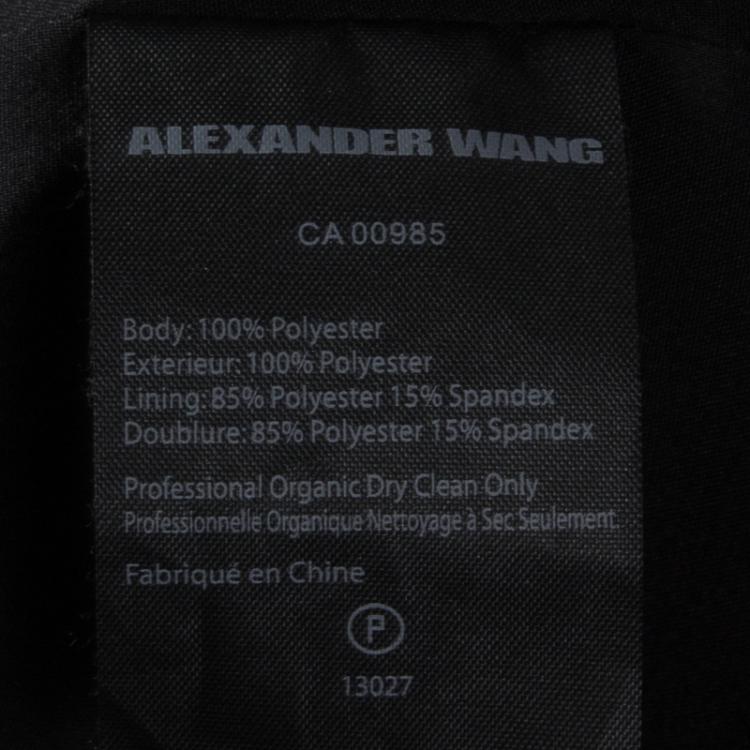 ALEXANDER WANG
CA 00985
Body: 100% Polyester
Exterieur: 100% Polyester
Lining: 85% Polyester 15% Spandex
Doublure: 85% Polyester 15% Spandex
Professional Organic Dry Clean Only
Professionnelle Organique Nettoyage à Sec Seulement.
Fabriqué en Chine
P
13027